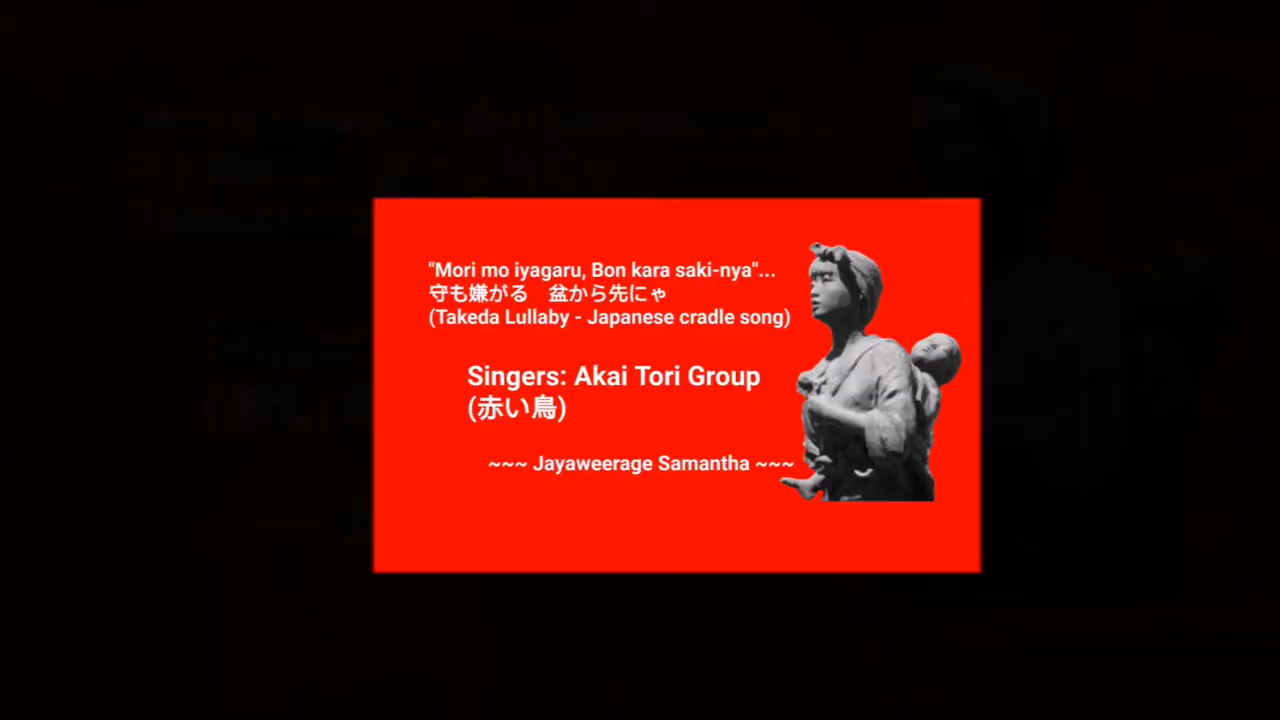 "Mori mo iyagaru, Bon kara saki-nya"...
守も嫌がる　盆から先にゃ
(Takeda Lullaby - Japanese cradle song)
Singers: Akai Tori Group
(赤い鳥)
~~~ Jayaweerage Samantha ~~~